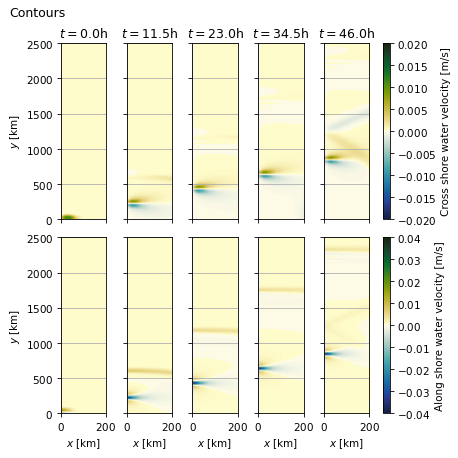 Contours
t = 0.0h
t = 11.5h
t = 23.0h
t = 34.5h
t = 46.0h
2500
2000
1500
1000
500
0
y [km]
0.020
0.015
0.010
0.005
0.000
−0.005
−0.010
−0.015
−0.020
Cross shore water velocity [m/s]
2500
2000
1500
1000
500
0
y [km]
0 200
0 200
0 200
0 200
0 200
x [km]
x [km]
x [km]
x [km]
x [km]
0.04
0.03
0.02
0.01
0.00
−0.01
−0.02
−0.03
−0.04
Along shore water velocity [m/s]